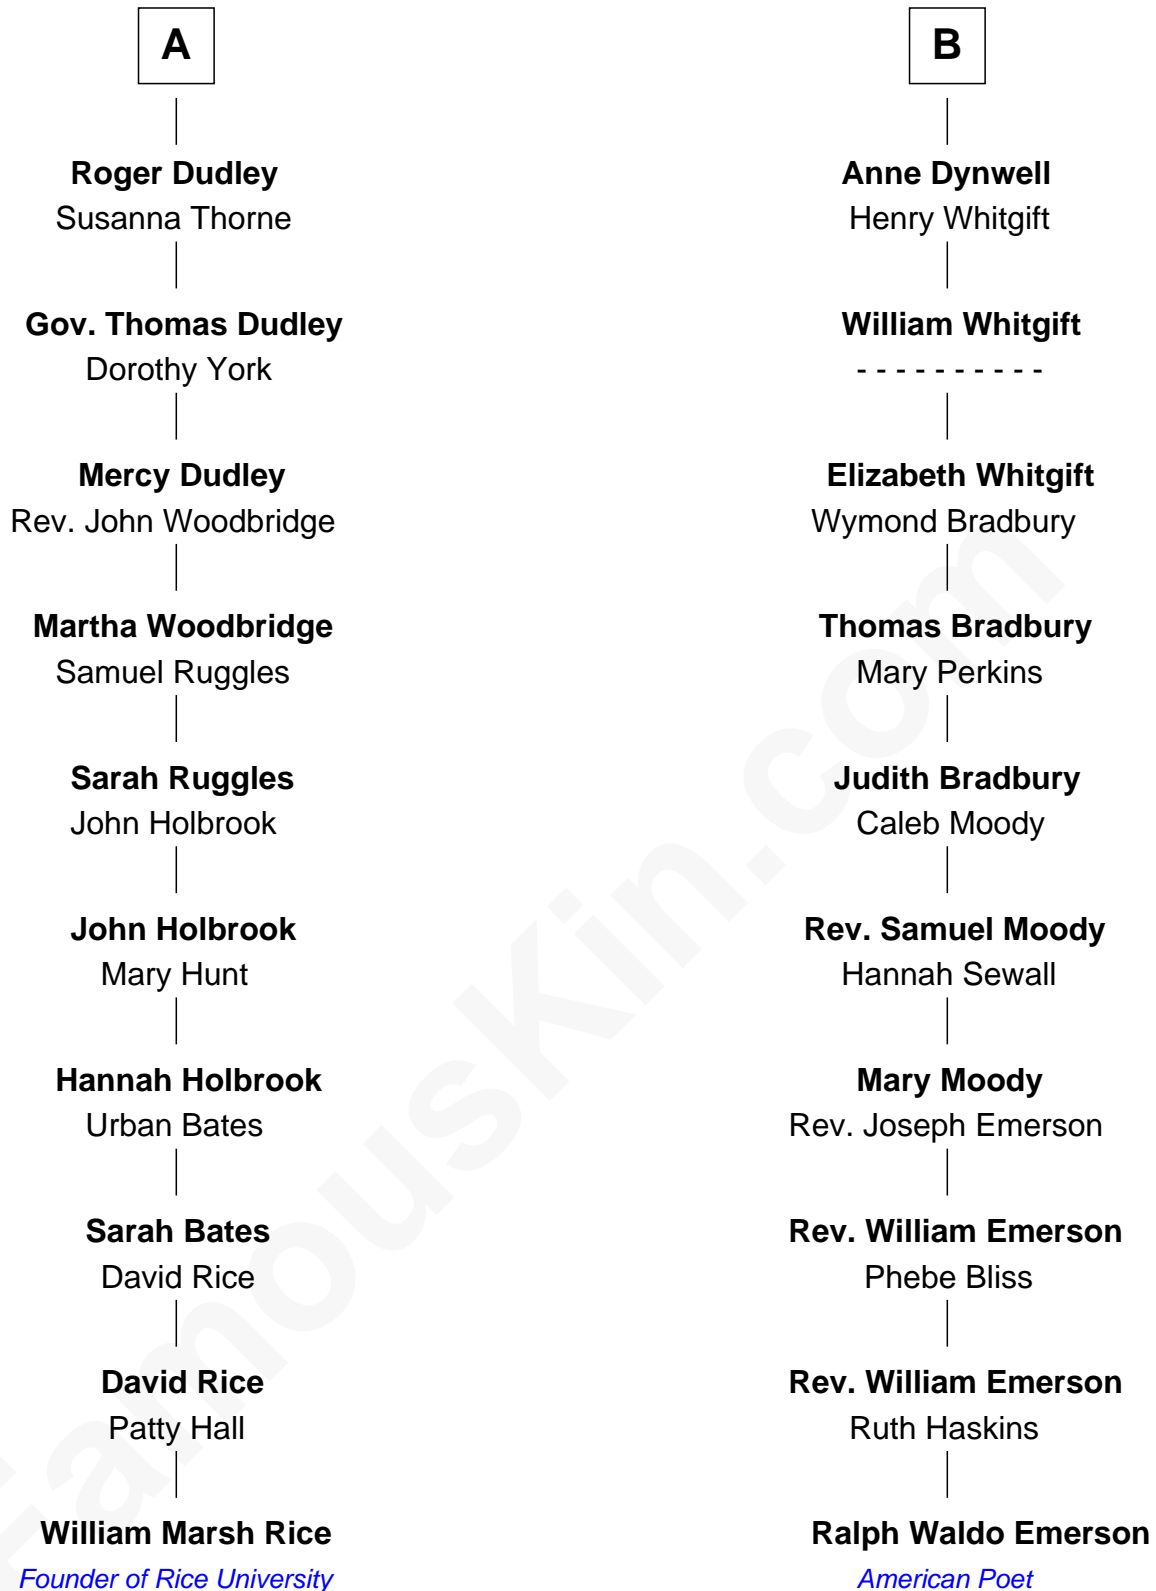 A
Roger Dudley
Susanna Thorne
Gov. Thomas Dudley
Dorothy York
Mercy Dudley
Rev. John Woodbridge
Martha Woodbridge
Samuel Ruggles
Sarah Ruggles
John Holbrook
John Holbrook
Mary Hunt
Hannah Holbrook
Urban Bates
Sarah Bates
David Rice
David Rice
Patty Hall
William Marsh Rice
Founder of Rice University
B
Anne Dynwell
Henry Whitgift
William Whitgift
- - - - - - - - - -
Elizabeth Whitgift
Wymond Bradbury
Thomas Bradbury
Mary Perkins
Judith Bradbury
Caleb Moody
Rev. Samuel Moody
Hannah Sewall
Mary Moody
Rev. Joseph Emerson
Rev. William Emerson
Phebe Bliss
Rev. William Emerson
Ruth Haskins
Ralph Waldo Emerson
American Poet
FamousKin.com